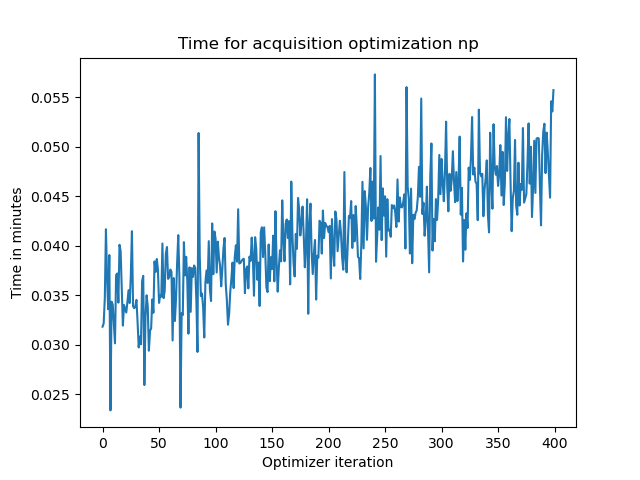 Time for acquisition optimization np
0.055
0.050
0.045
0.040
0.035
0.030
0.025
Time in minutes
0 50 100 150 200 250 300 350 400
Optimizer iteration